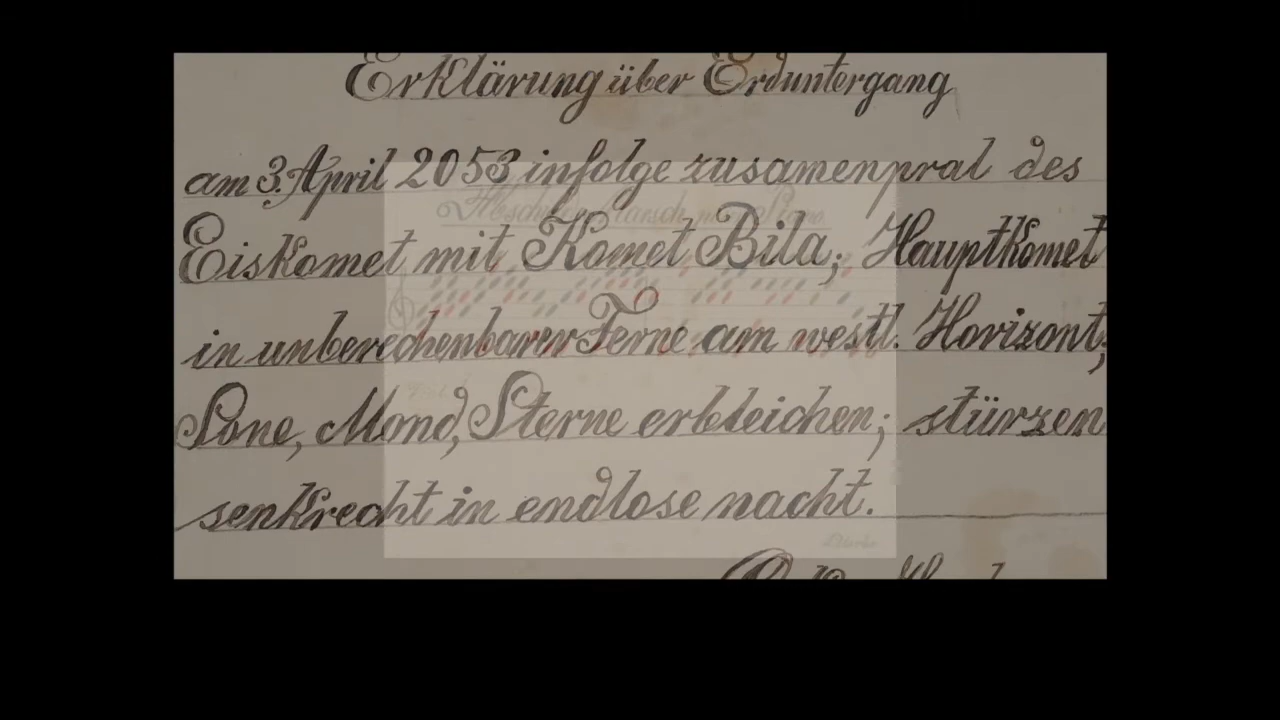 Erklärung über Erduntergang
am 3. April 2053 infolge zusamenpral des
Eiskomet mit Komet Bila; Hauptkomet
in unberechenbarer Ferne am westl. Horizont;
Sone, Mond, Sterne erbleichen; stürzen
senkrecht in endlose nacht.